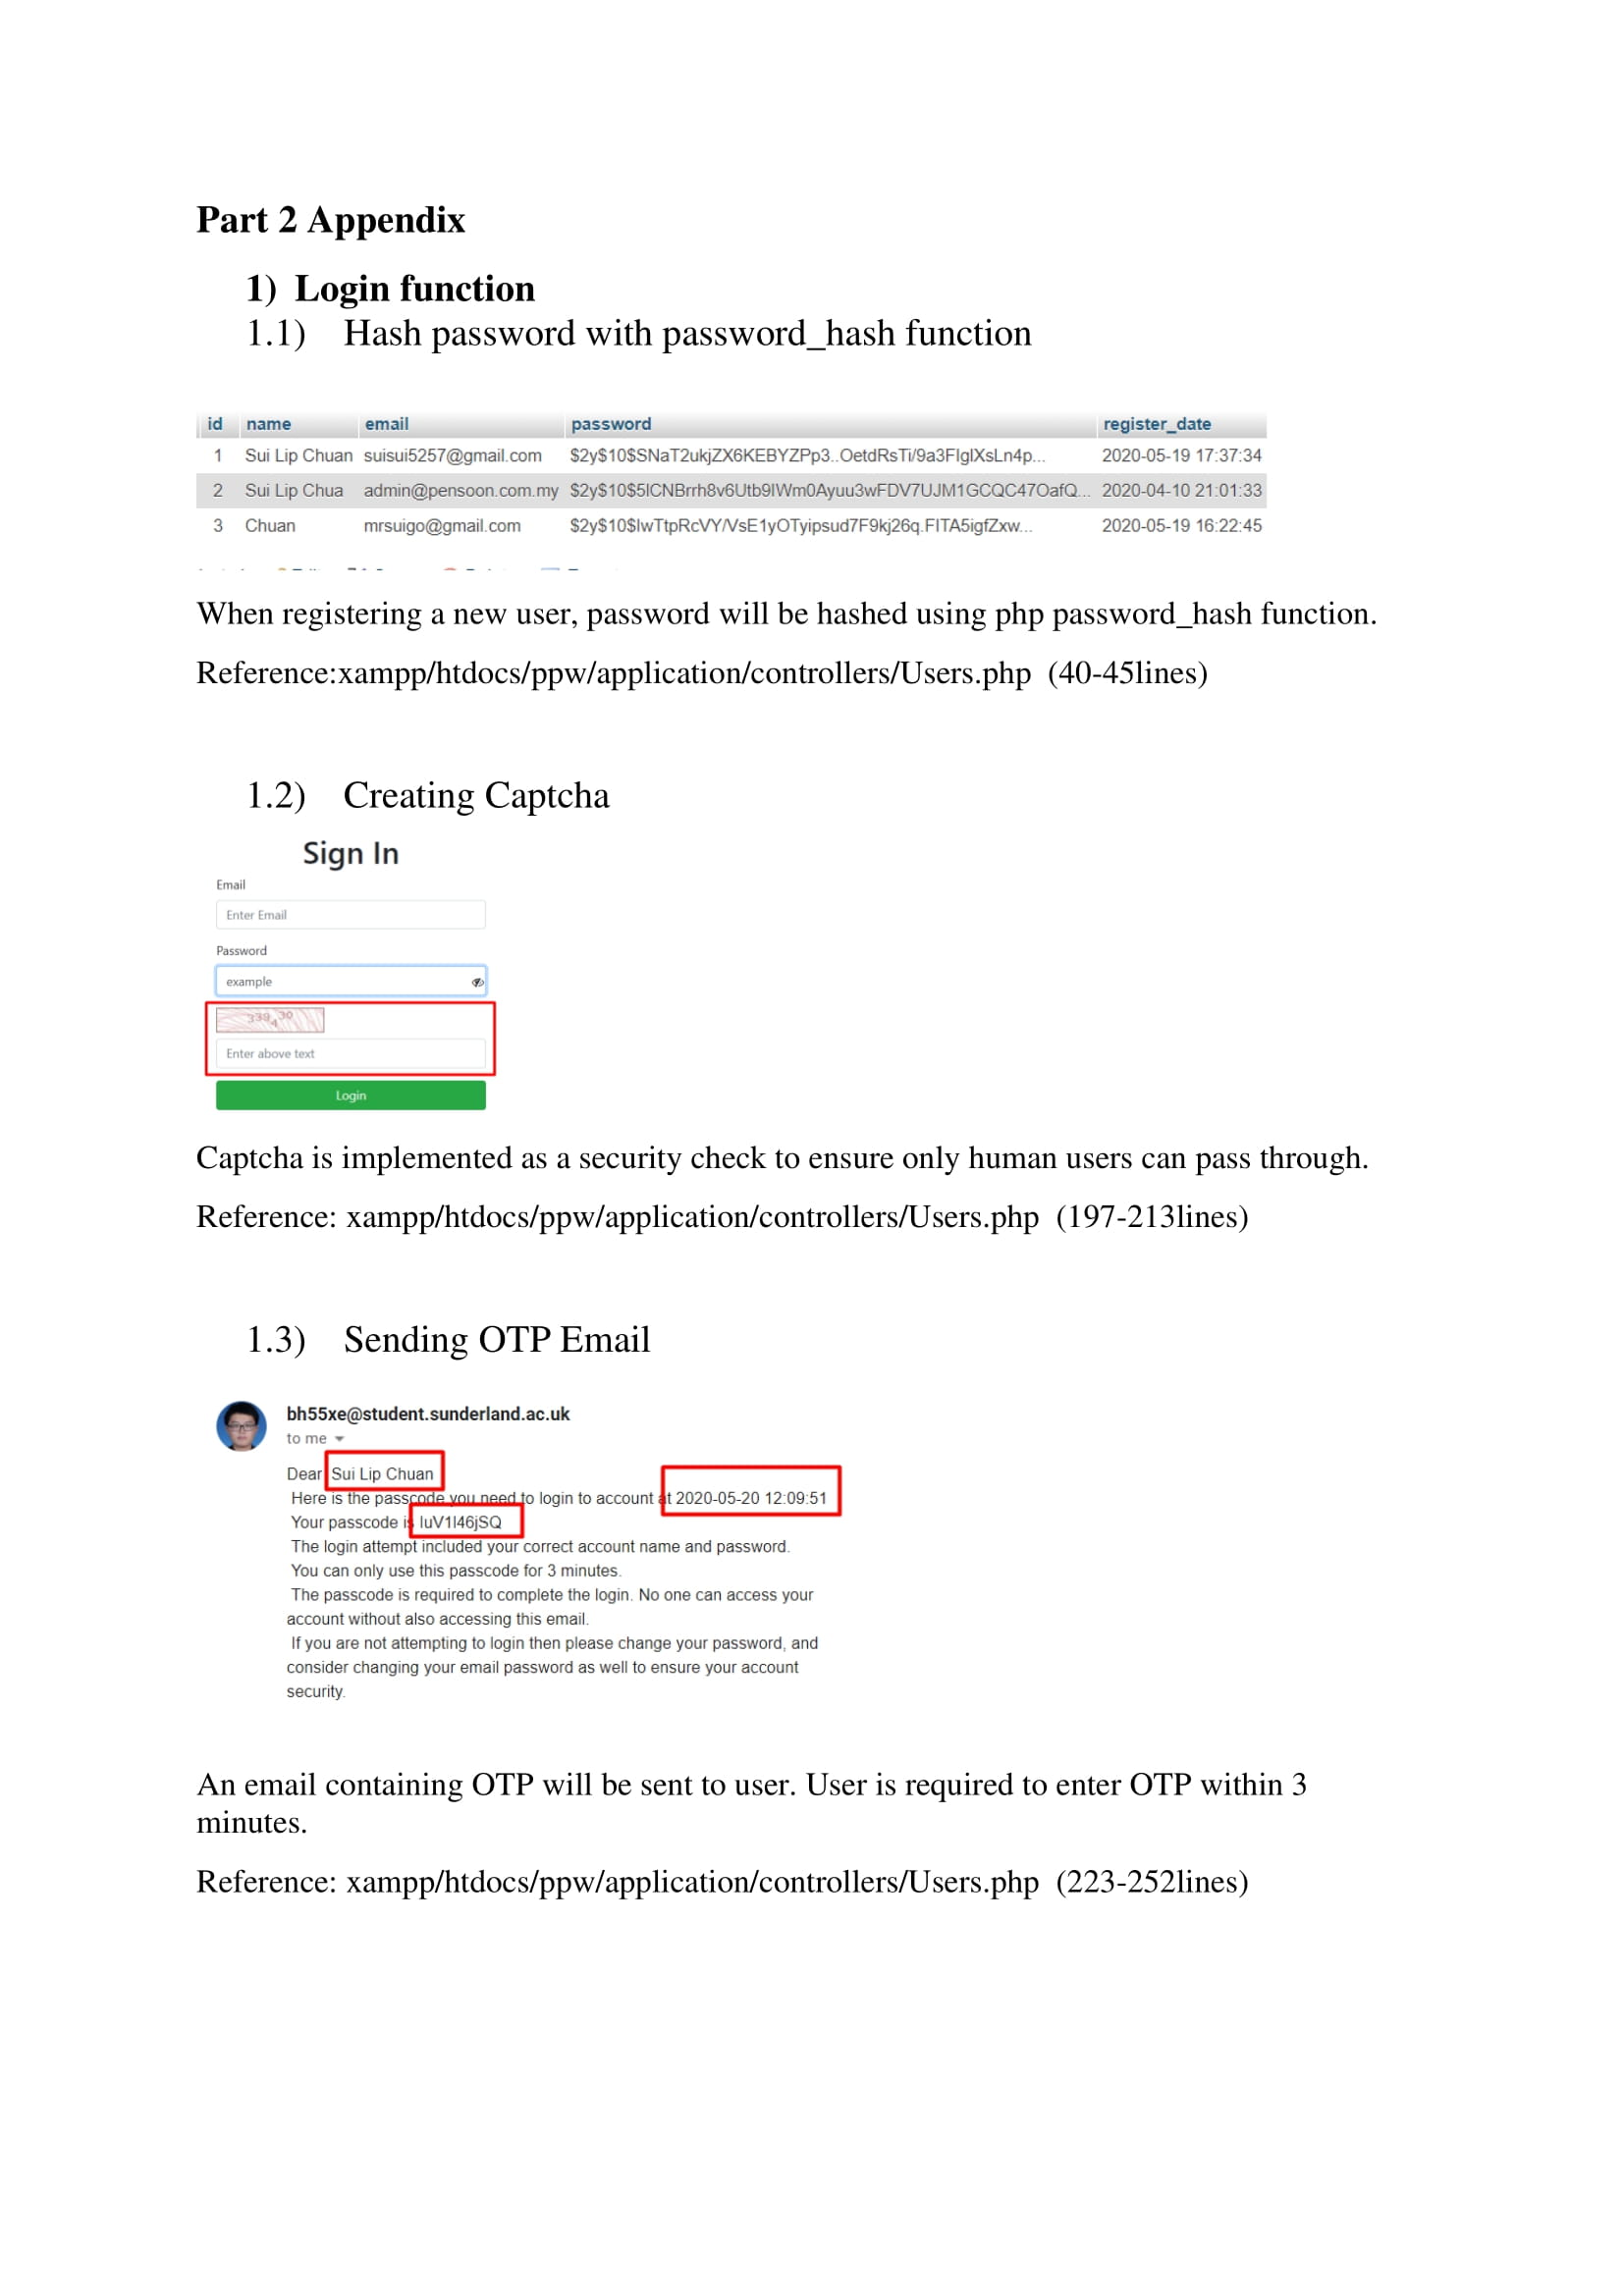 Part 2 Appendix
1) Login function
1.1) Hash password with password_hash function
id name email password register_date
1 Sui Lip Chuan suisui5257@gmail.com $2y$10$SNaT2ukjZX6KEBYZPp3..OetdRsTi/9a3FIglXsLn4p... 2020-05-19 17:37:34
2 Sui Lip Chua admin@pensoon.com.my $2y$10$5lCNBrrh8v6Utb9lWm0Ayuu3wFDV7UJM1GCQC47OafQ... 2020-04-10 21:01:33
3 Chuan mrsuigo@gmail.com $2y$10$lwTtpRcVY/VsE1yOTyipsud7F9kj26q.FITA5igfZxw... 2020-05-19 16:22:45
When registering a new user, password will be hashed using php password_hash function.
Reference:xampp/htdocs/ppw/application/controllers/Users.php (40-45lines)
1.2) Creating Captcha
Sign In
Email
Enter Email
Password
example
339430
Enter above text
Login
Captcha is implemented as a security check to ensure only human users can pass through.
Reference: xampp/htdocs/ppw/application/controllers/Users.php (197-213lines)
1.3) Sending OTP Email
bh55xe@student.sunderland.ac.uk
to me
Dear Sui Lip Chuan
Here is the passcode you need to login to account at 2020-05-20 12:09:51
Your passcode is IuV1I46jSQ
The login attempt included your correct account name and password.
You can only use this passcode for 3 minutes.
The passcode is required to complete the login. No one can access your
account without also accessing this email.
If you are not attempting to login then please change your password, and
consider changing your email password as well to ensure your account
security.
An email containing OTP will be sent to user. User is required to enter OTP within 3
minutes.
Reference: xampp/htdocs/ppw/application/controllers/Users.php (223-252lines)